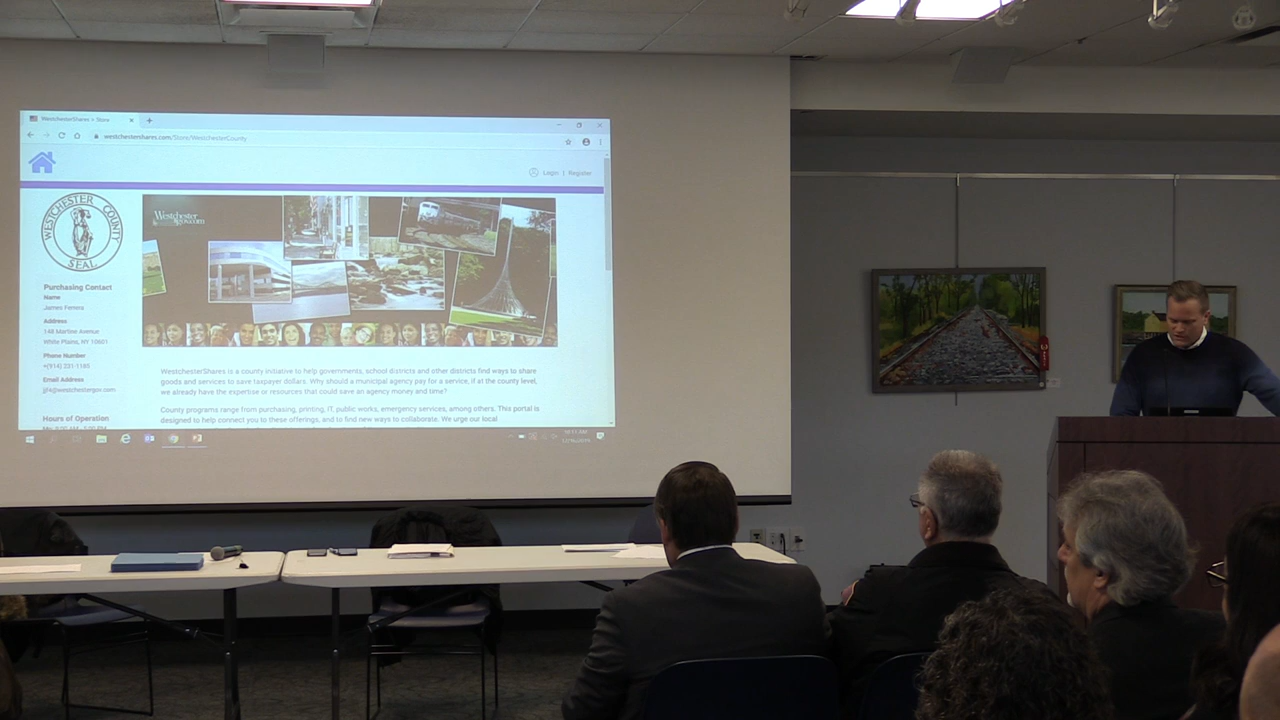 WestchesterShares > Store
westchestershares.com/Store/WestchesterCounty
Login | Register
WESTCHESTER COUNTY
SEAL
Westchester
gov.com
Purchasing Contact
Name
James Ferrera
Address
148 Martine Avenue
White Plains, NY 10601
Phone Number
Email Address
Hours of Operation
WestchesterShares is a county initiative to help governments, school districts and other districts find ways to share
goods and services to save taxpayer dollars. Why should a municipal agency pay for a service, if at the county level,
we already have the expertise or resources that could save an agency money and time?
County programs range from purchasing, printing, IT, public works, emergency services, among others. This portal is
designed to help connect you to these offerings, and to find new ways to collaborate. We urge our local